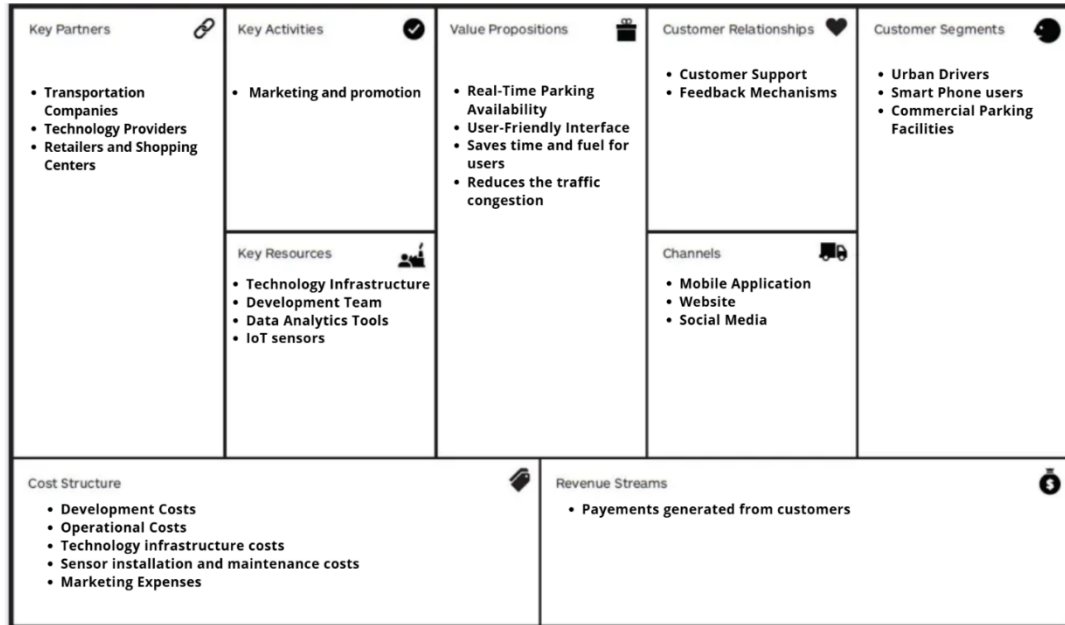 Key Partners
Transportation
Companies
Technology Providers
Retailers and Shopping
Centers
Key Activities
Marketing and promotion
Key Resources
Technology Infrastructure
Development Team
Data Analytics Tools
IoT sensors
Value Propositions
Real-Time Parking
Availability
User-Friendly Interface
Saves time and fuel for
users
Reduces the traffic
congestion
Customer Relationships
Customer Support
Feedback Mechanisms
Channels
Mobile Application
Website
Social Media
Customer Segments
Urban Drivers
Smart Phone users
Commercial Parking
Facilities
Cost Structure
Development Costs
Operational Costs
Technology infrastructure costs
Sensor installation and maintenance costs
Marketing Expenses
Revenue Streams
Payements generated from customers